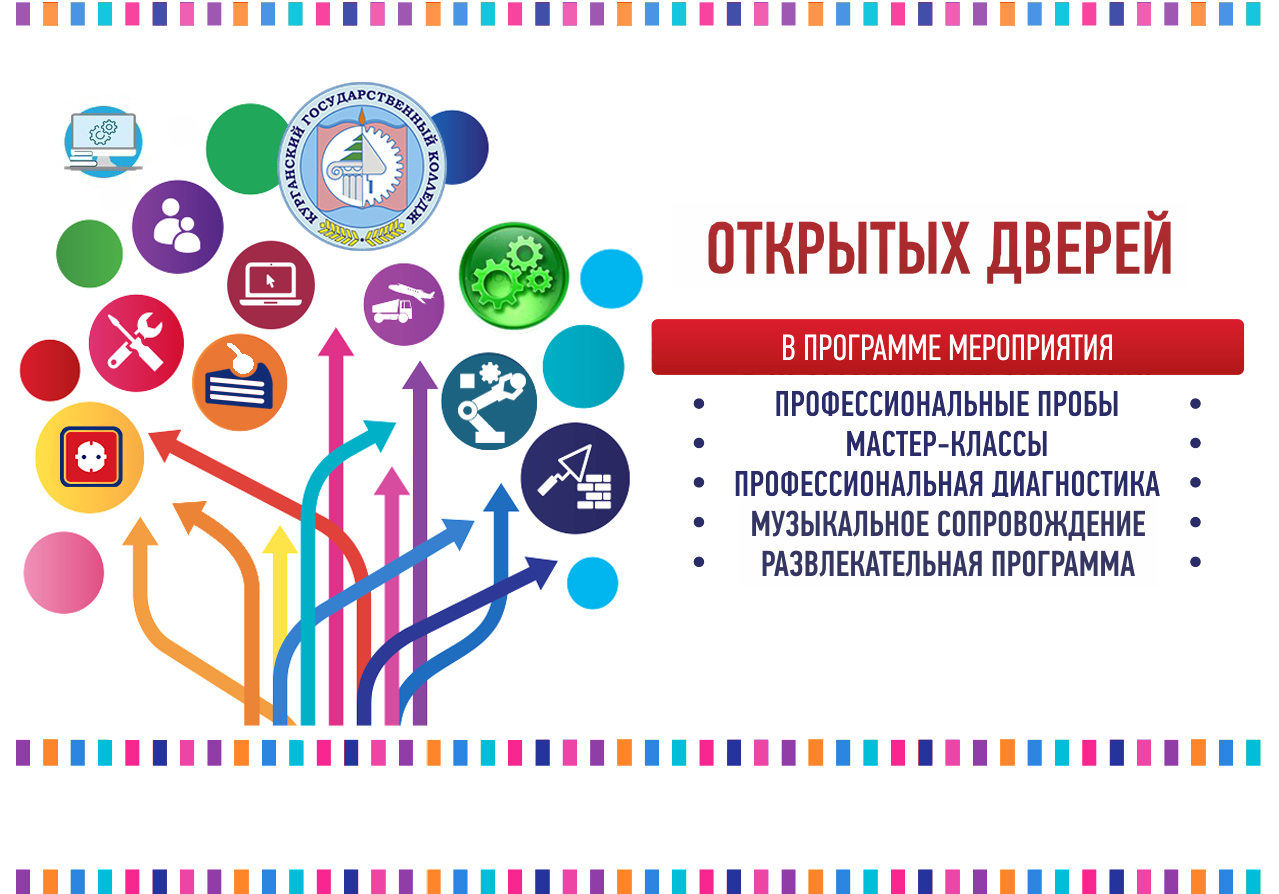 КУРГАНСКИЙ ГОСУДАРСТВЕННЫЙ КОЛЛЕДЖ
ОТКРЫТЫХ ДВЕРЕЙ
В ПРОГРАММЕ МЕРОПРИЯТИЯ
• ПРОФЕССИОНАЛЬНЫЕ ПРОБЫ •
• МАСТЕР-КЛАССЫ •
• ПРОФЕССИОНАЛЬНАЯ ДИАГНОСТИКА •
• МУЗЫКАЛЬНОЕ СОПРОВОЖДЕНИЕ •
• РАЗВЛЕКАТЕЛЬНАЯ ПРОГРАММА •